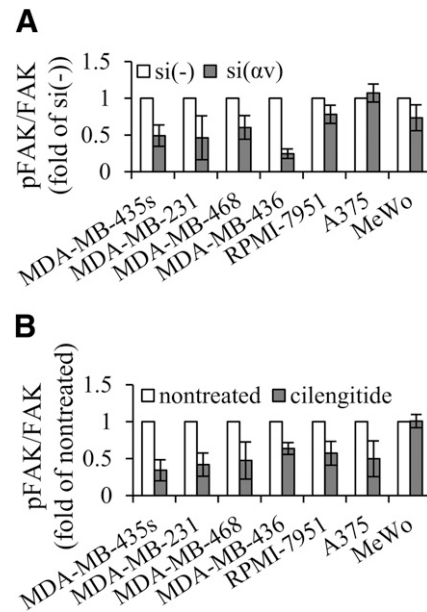 A
pFAK/FAK
(fold of si(-))
1.5
1
0.5
0
si(-) si(αv)
MDA-MB-435s
MDA-MB-231
MDA-MB-468
MDA-MB-436
RPMI-7951
A375
MeWo
B
pFAK/FAK
(fold of nontreated)
1.5
1
0.5
0
nontreated cilengitide
MDA-MB-435s
MDA-MB-231
MDA-MB-468
MDA-MB-436
RPMI-7951
A375
MeWo